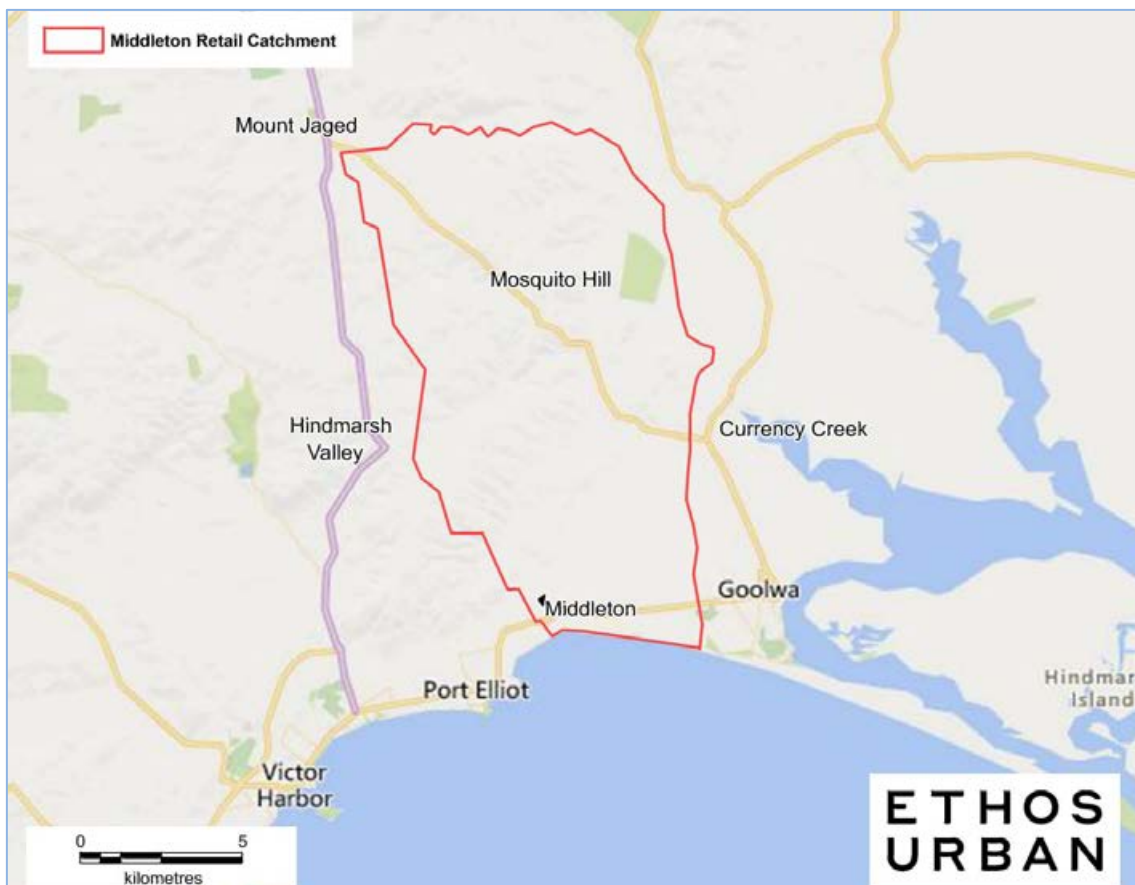 Middleton Retail Catchment
Mount Jaged
Mosquito Hill
Hindmarsh
Valley
Currency Creek
Goolwa
Middleton
Port Elliot
Hindmar
Island
Victor
Harbor
0 5
kilometres
ETHOS
URBAN